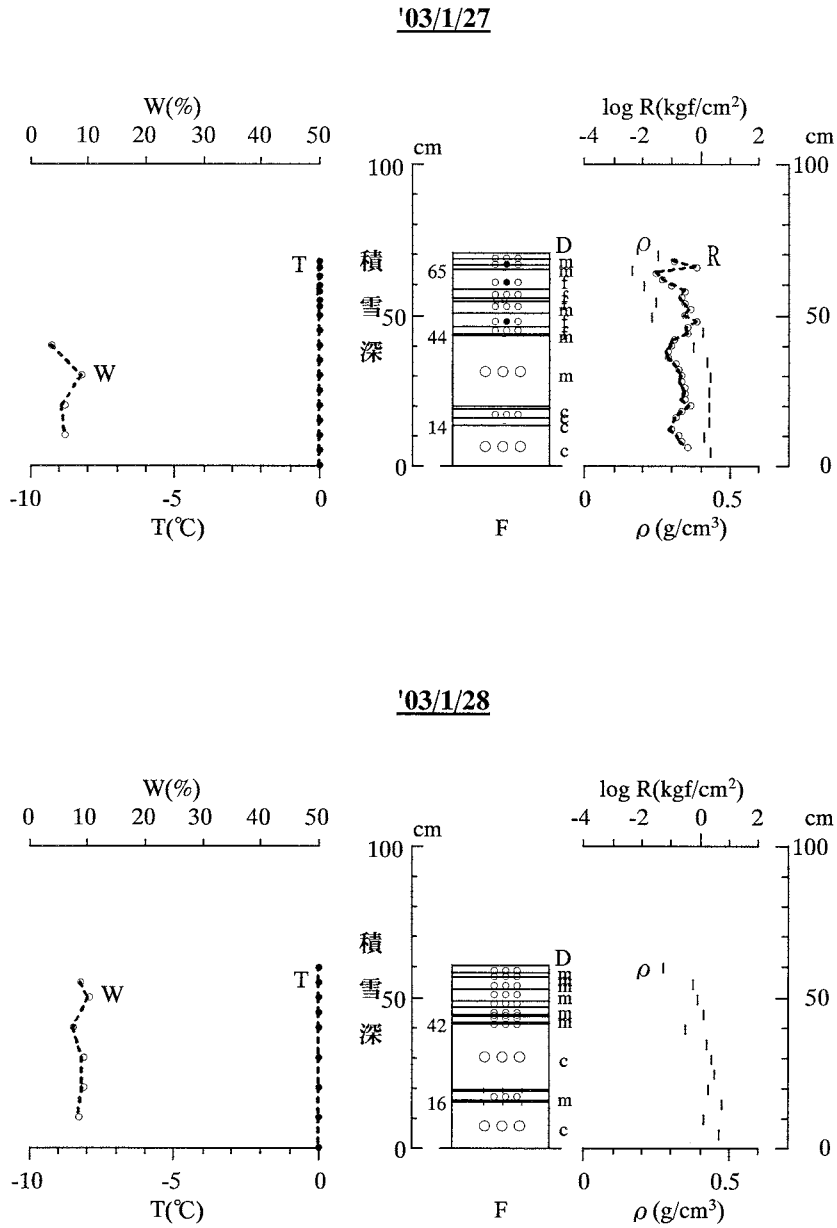 '03/1/27
W(%)
0 10 20 30 40 50
log R(kgf/cm²)
-4 -2 0 2
cm
100
50
0
cm
100
50
0
T
W
積
雪
深
D
m
m
f
f
m
f
f
m
m
c
c
c
c
65
44
14
ρ
R
-10 -5 0
T(℃)
F
0 0.5
ρ (g/cm³)
'03/1/28
W(%)
0 10 20 30 40 50
log R(kgf/cm²)
-4 -2 0 2
cm
100
50
0
cm
100
50
0
T
W
積
雪
深
D
m
m
m
m
m
m
c
m
c
42
16
ρ
-10 -5 0
T(℃)
F
0 0.5
ρ (g/cm³)